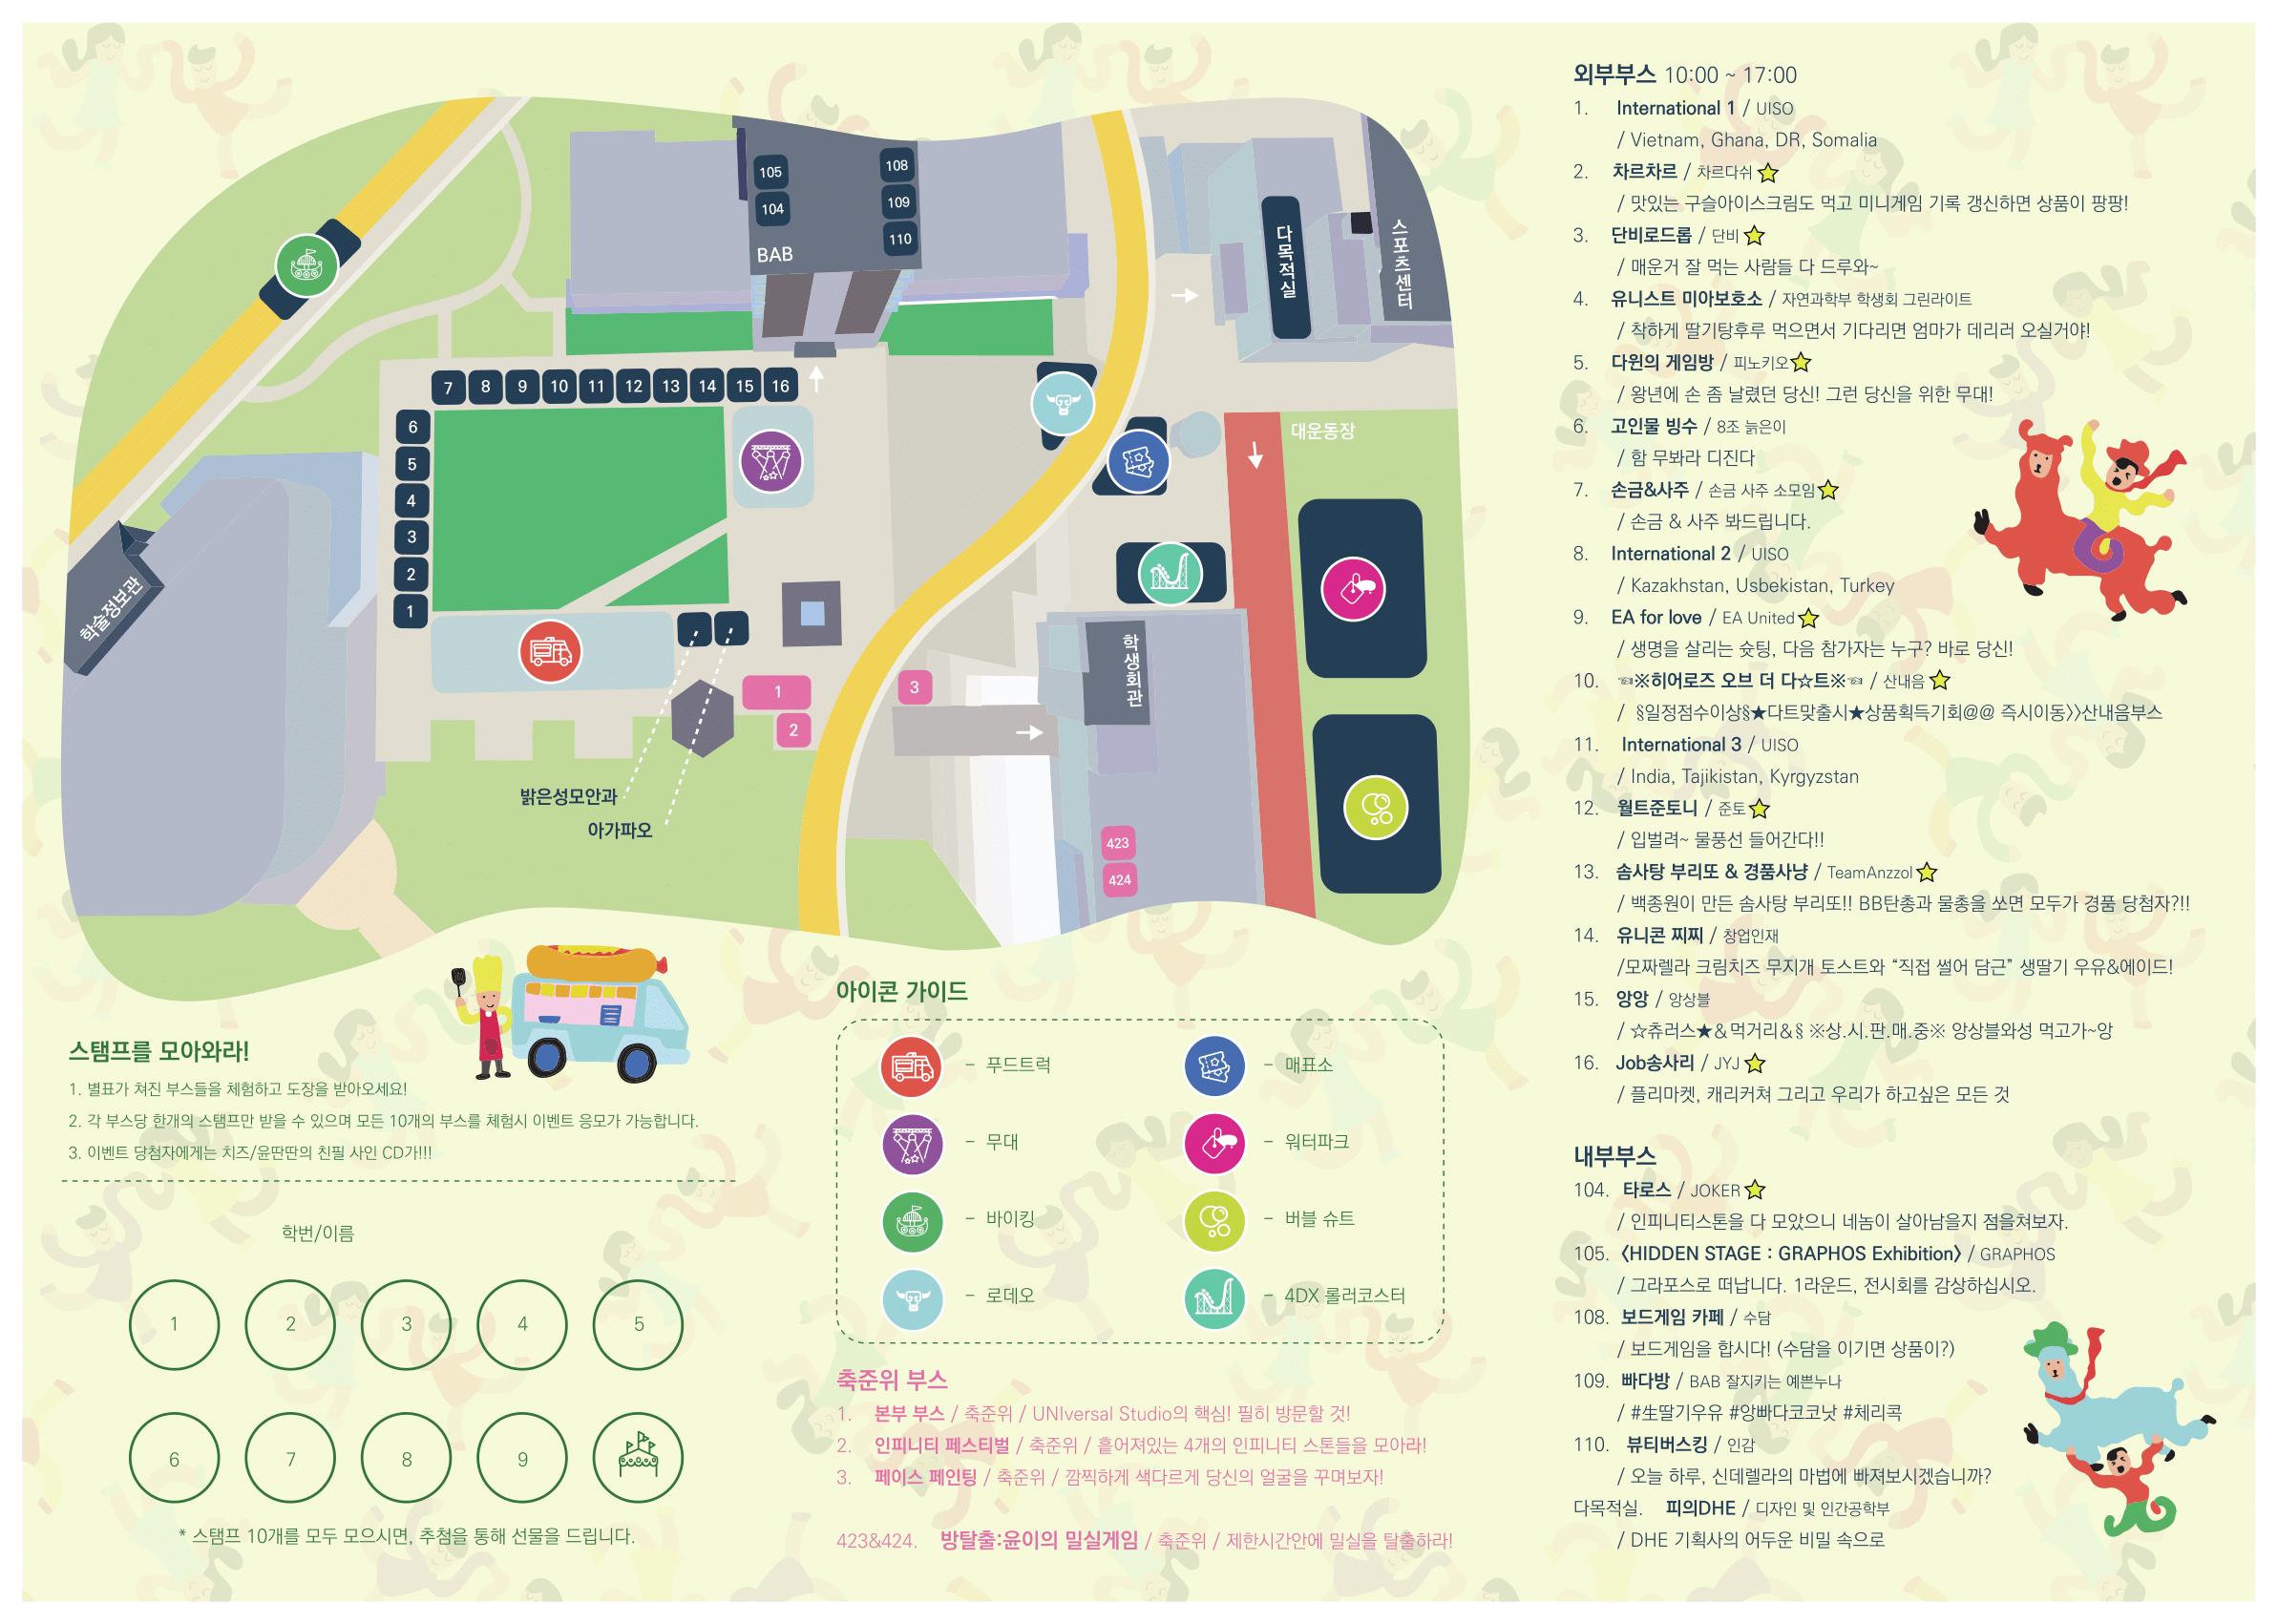 105
104
108
109
110
BAB
다목적실
스포츠센터
7 8 9 10 11 12 13 14 15 16
6
5
4
3
2
1
대운동장
학술정보관
학생회관
1
2
3
밝은성모안과
아가파오
423
424
스탬프를 모아와라!
1. 별표가 쳐진 부스들을 체험하고 도장을 받아오세요!
2. 각 부스당 한개의 스탬프만 받을 수 있으며 모든 10개의 부스를 체험시 이벤트 응모가 가능합니다.
3. 이벤트 당첨자에게는 치즈/윤딴딴의 친필 사인 CD가!!!
학번/이름
1 2 3 4 5
6 7 8 9
* 스탬프 10개를 모두 모으시면, 추첨을 통해 선물을 드립니다.
아이콘 가이드
- 푸드트럭
- 매표소
- 무대
- 워터파크
- 바이킹
- 버블 슈트
- 로데오
- 4DX 롤러코스터
축준위 부스
1. 본부 부스 / 축준위 / UNIversal Studio의 핵심! 필히 방문할 것!
2. 인피니티 페스티벌 / 축준위 / 흩어져있는 4개의 인피니티 스톤들을 모아라!
3. 페이스 페인팅 / 축준위 / 깜찍하게 색다르게 당신의 얼굴을 꾸며보자!
423&424. 방탈출:윤이의 밀실게임 / 축준위 / 제한시간안에 밀실을 탈출하라!
외부부스 10:00 ~ 17:00
1. International 1 / UISO
/ Vietnam, Ghana, DR, Somalia
2. 차르차르 / 차르다쉬 ☆
/ 맛있는 구슬아이스크림도 먹고 미니게임 기록 갱신하면 상품이 팡팡!
3. 단비로드롭 / 단비 ☆
/ 매운거 잘 먹는 사람들 다 드루와~
4. 유니스트 미아보호소 / 자연과학부 학생회 그린라이트
/ 착하게 딸기탕후루 먹으면서 기다리면 엄마가 데리러 오실거야!
5. 다윈의 게임방 / 피노키오 ☆
/ 왕년에 손 좀 날렸던 당신! 그런 당신을 위한 무대!
6. 고인물 빙수 / 8조 늙은이
/ 함 무봐라 디진다
7. 손금&사주 / 손금 사주 소모임 ☆
/ 손금 & 사주 봐드립니다.
8. International 2 / UISO
/ Kazakhstan, Usbekistan, Turkey
9. EA for love / EA United ☆
/ 생명을 살리는 슛팅, 다음 참가자는 누구? 바로 당신!
10. ☜※히어로즈 오브 더 다☆트※☜ / 산내음 ☆
/ §일정점수이상§★다트맞출시★상품획득기회@@ 즉시이동》산내음부스
11. International 3 / UISO
/ India, Tajikistan, Kyrgyzstan
12. 월트준토니 / 준토 ☆
/ 입벌려~ 물풍선 들어간다!!
13. 솜사탕 부리또 & 경품사냥 / TeamAnzzol ☆
/ 백종원이 만든 솜사탕 부리또!! BB탄총과 물총을 쏘면 모두가 경품 당첨자?!!
14. 유니콘 찌찌 / 창업인재
/모짜렐라 크림치즈 무지개 토스트와 “직접 썰어 담근” 생딸기 우유&에이드!
15. 앙앙 / 앙상블
/ ☆츄러스★&먹거리&§ ※상.시.판.매.중※ 앙상블와성 먹고가~앙
16. Job송사리 / JYJ ☆
/ 플리마켓, 캐리커쳐 그리고 우리가 하고싶은 모든 것
내부부스
104. 타로스 / JOKER ☆
/ 인피니티스톤을 다 모았으니 네놈이 살아남을지 점을쳐보자.
105. 〈HIDDEN STAGE : GRAPHOS Exhibition〉 / GRAPHOS
/ 그라포스로 떠납니다. 1라운드, 전시회를 감상하십시오.
108. 보드게임 카페 / 수담
/ 보드게임을 합시다! (수담을 이기면 상품이?)
109. 빠다방 / BAB 잘지키는 예쁜누나
/ #生딸기우유 #앙빠다코코낫 #체리콕
110. 뷰티버스킹 / 인감
/ 오늘 하루, 신데렐라의 마법에 빠져보시겠습니까?
다목적실. 피의DHE / 디자인 및 인간공학부
/ DHE 기획사의 어두운 비밀 속으로